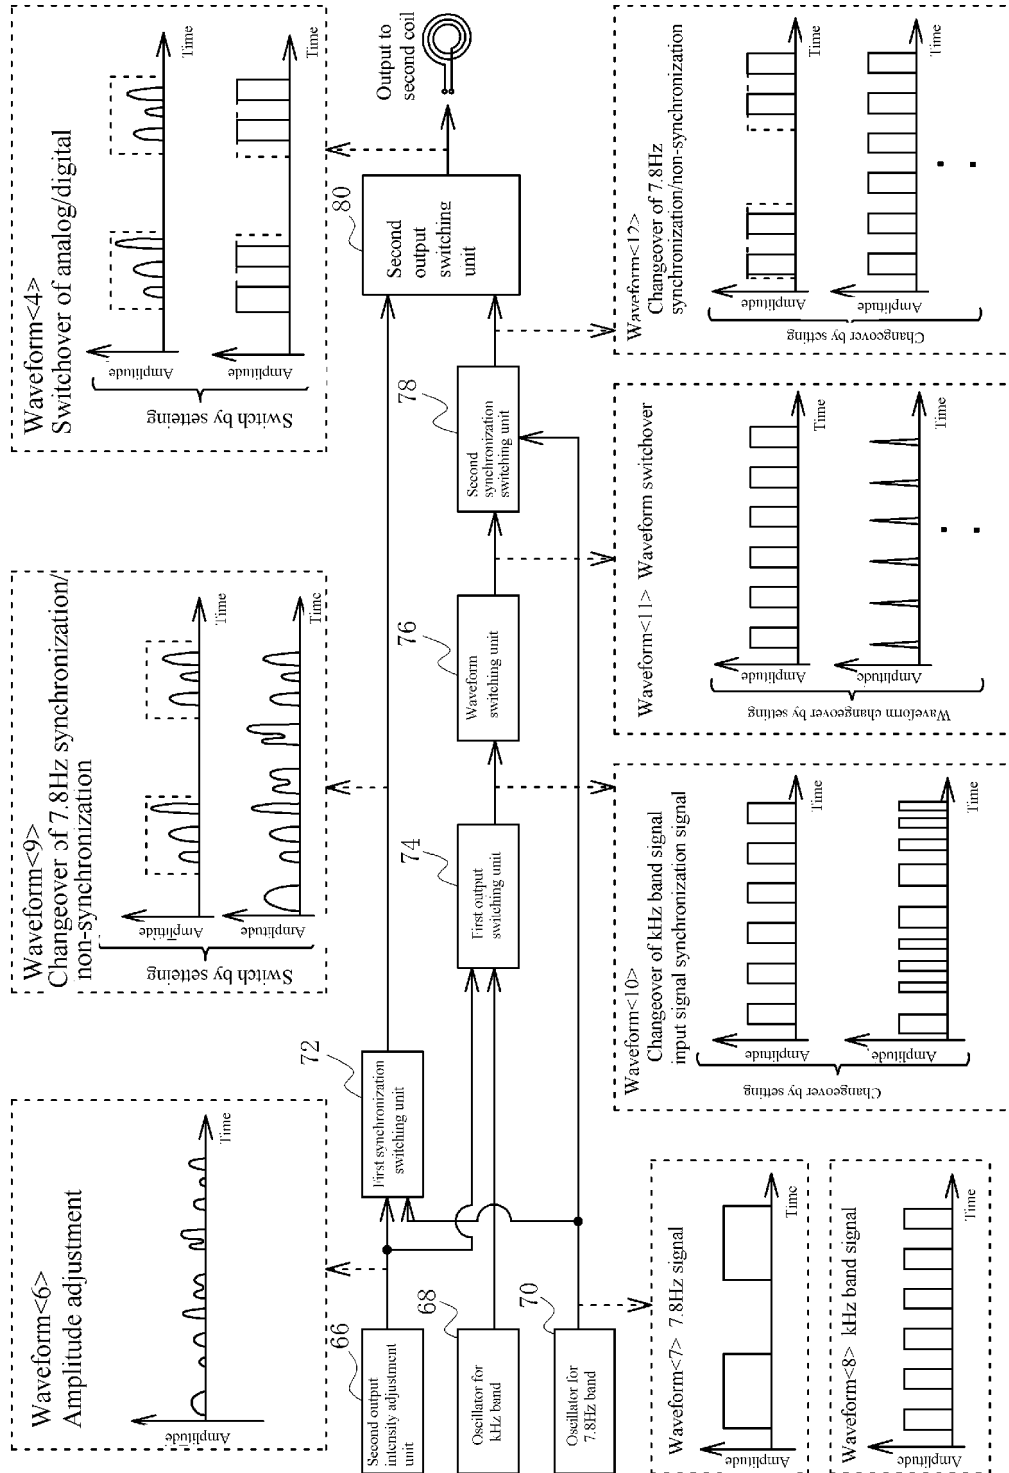 Waveform<6>
Amplitude adjustment
Amplitude
Time
Waveform<9>
Changeover of 7.8Hz synchronization/
non-synchronization
Switch by setteing
Amplitude
Time
Amplitude
Time
Waveform<4>
Switchover of analog/digital
Switch by setteing
Amplitude
Time
Amplitude
Time
66
Second output
intensity adjustment
unit
68
Oscillator for
kHz band
70
Oscillator for
7.8Hz band
72
First synchronization
switching unit
74
First output
switching unit
76
Waveform
switching unit
78
Second
synchronization
switching unit
80
Second
output
switching
unit
Output to
second coil
Waveform<7> 7.8Hz signal
Amplitude
Time
Waveform<8> kHz band signal
Amplitude
Time
Waveform<10>
Changeover of kHz band signal
input signal synchronization signal
Changeover by setting
Amplitude
Time
Amplitude
Time
Waveform<11> Waveform switchover
Waveform changeover by setting
Amplitude
Time
Amplitude
Time
Waveform<12>
Changeover of 7.8Hz
synchronization/non-synchronization
Changeover by setting
Amplitude
Time
Amplitude
Time